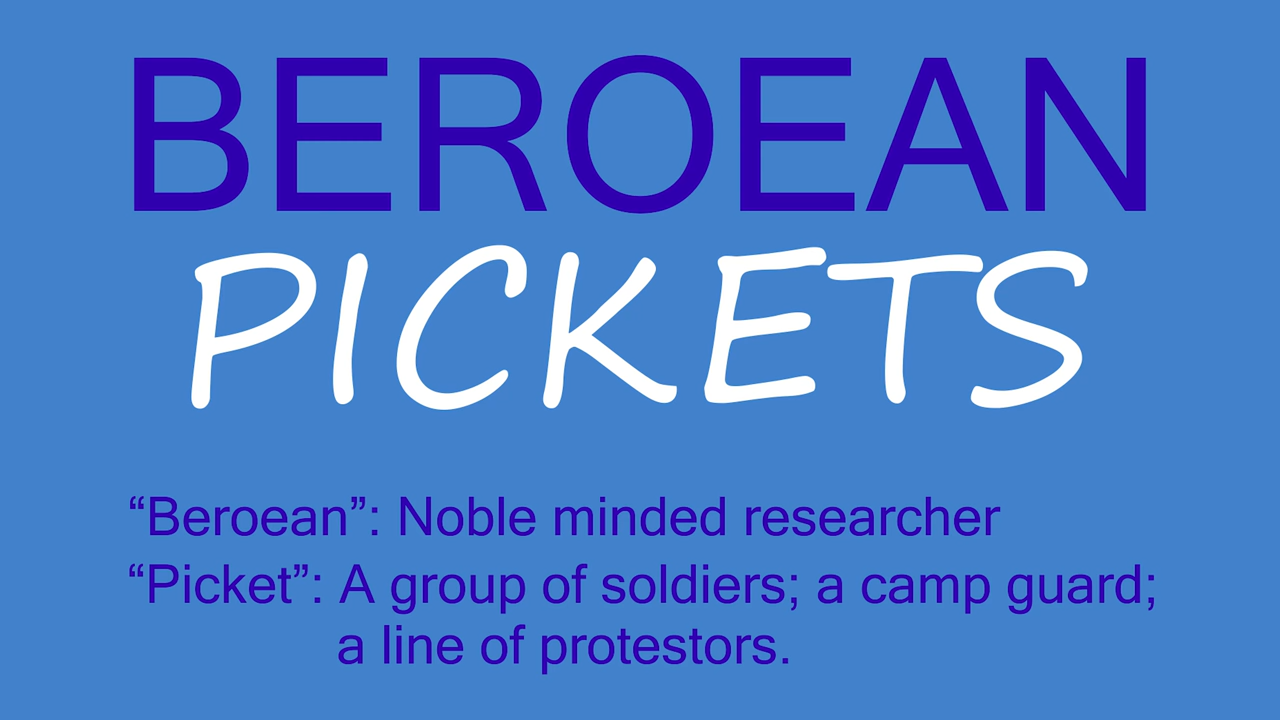 BEROEAN
PICKETS
“Beroean”: Noble minded researcher
“Picket”: A group of soldiers; a camp guard;
a line of protestors.